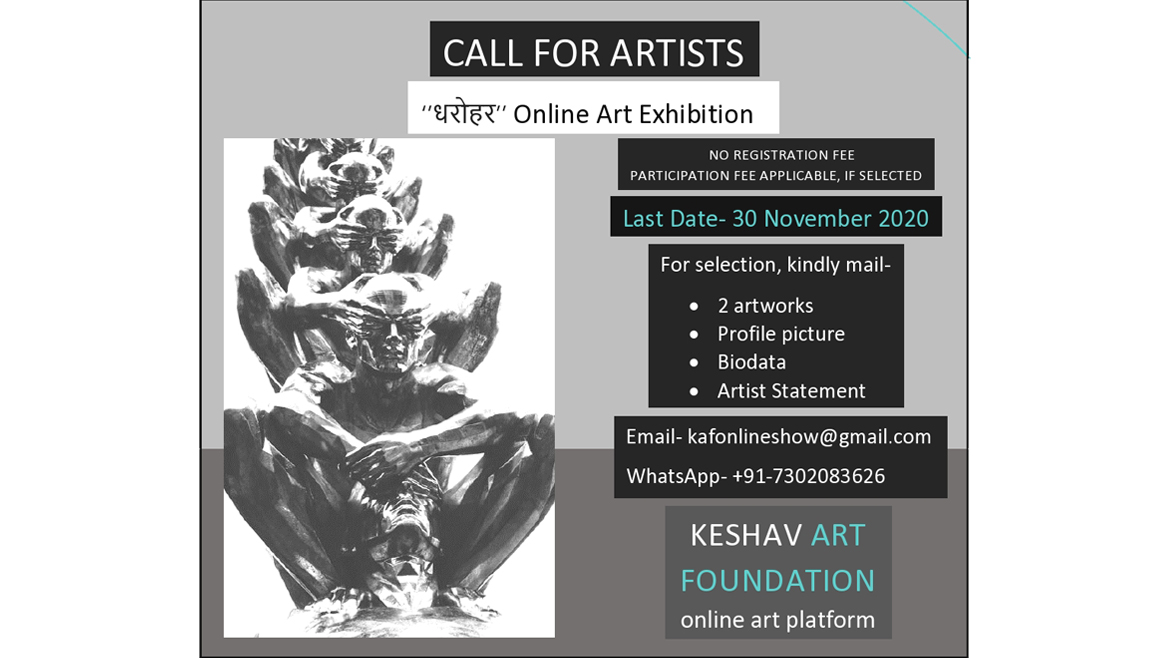 CALL FOR ARTISTS
‘‘धरोहर’’ Online Art Exhibition
NO REGISTRATION FEE
PARTICIPATION FEE APPLICABLE, IF SELECTED
Last Date- 30 November 2020
For selection, kindly mail-
• 2 artworks
• Profile picture
• Biodata
• Artist Statement
Email- kafonlineshow@gmail.com
WhatsApp- +91-7302083626
KESHAV ART
FOUNDATION
online art platform